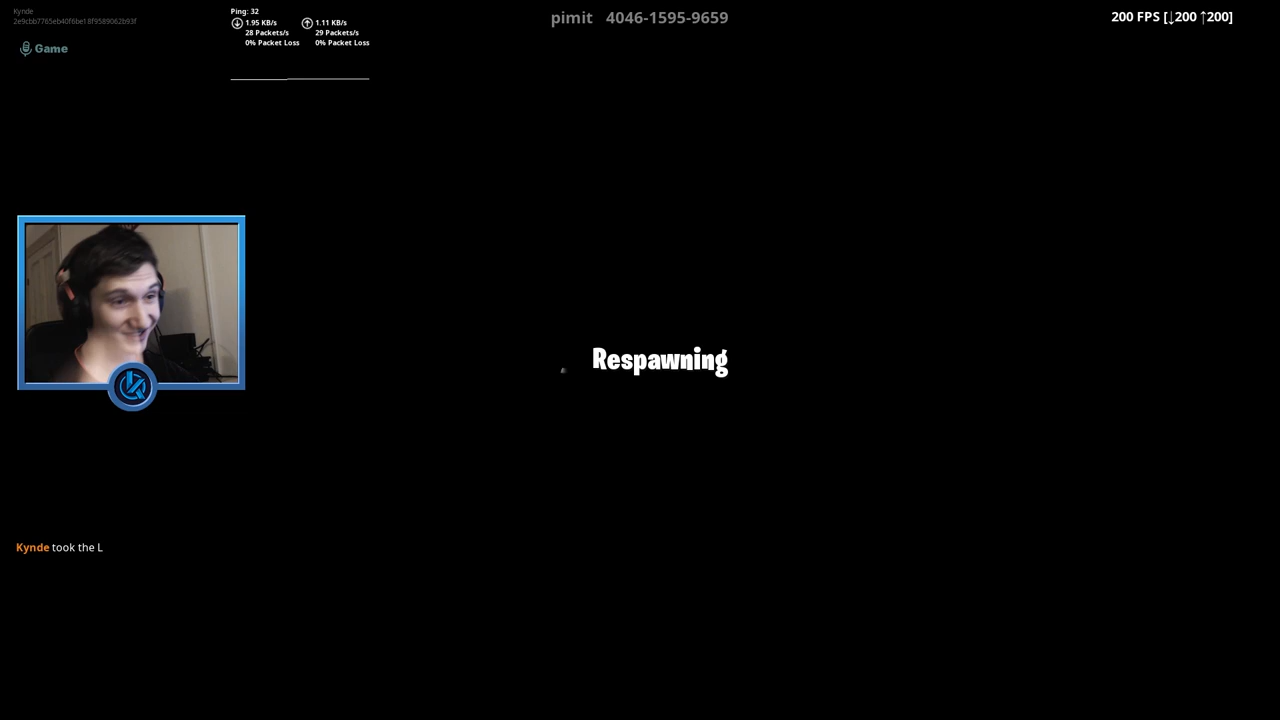 Kynde
2e9cbb7765eb40f6be18f9589062b93f
Game
Ping: 32
1.95 KB/s
1.11 KB/s
28 Packets/s
29 Packets/s
0% Packet Loss
0% Packet Loss
pimit 4046-1595-9659
200 FPS [↓200 ↑200]
Respawning
Kynde took the L